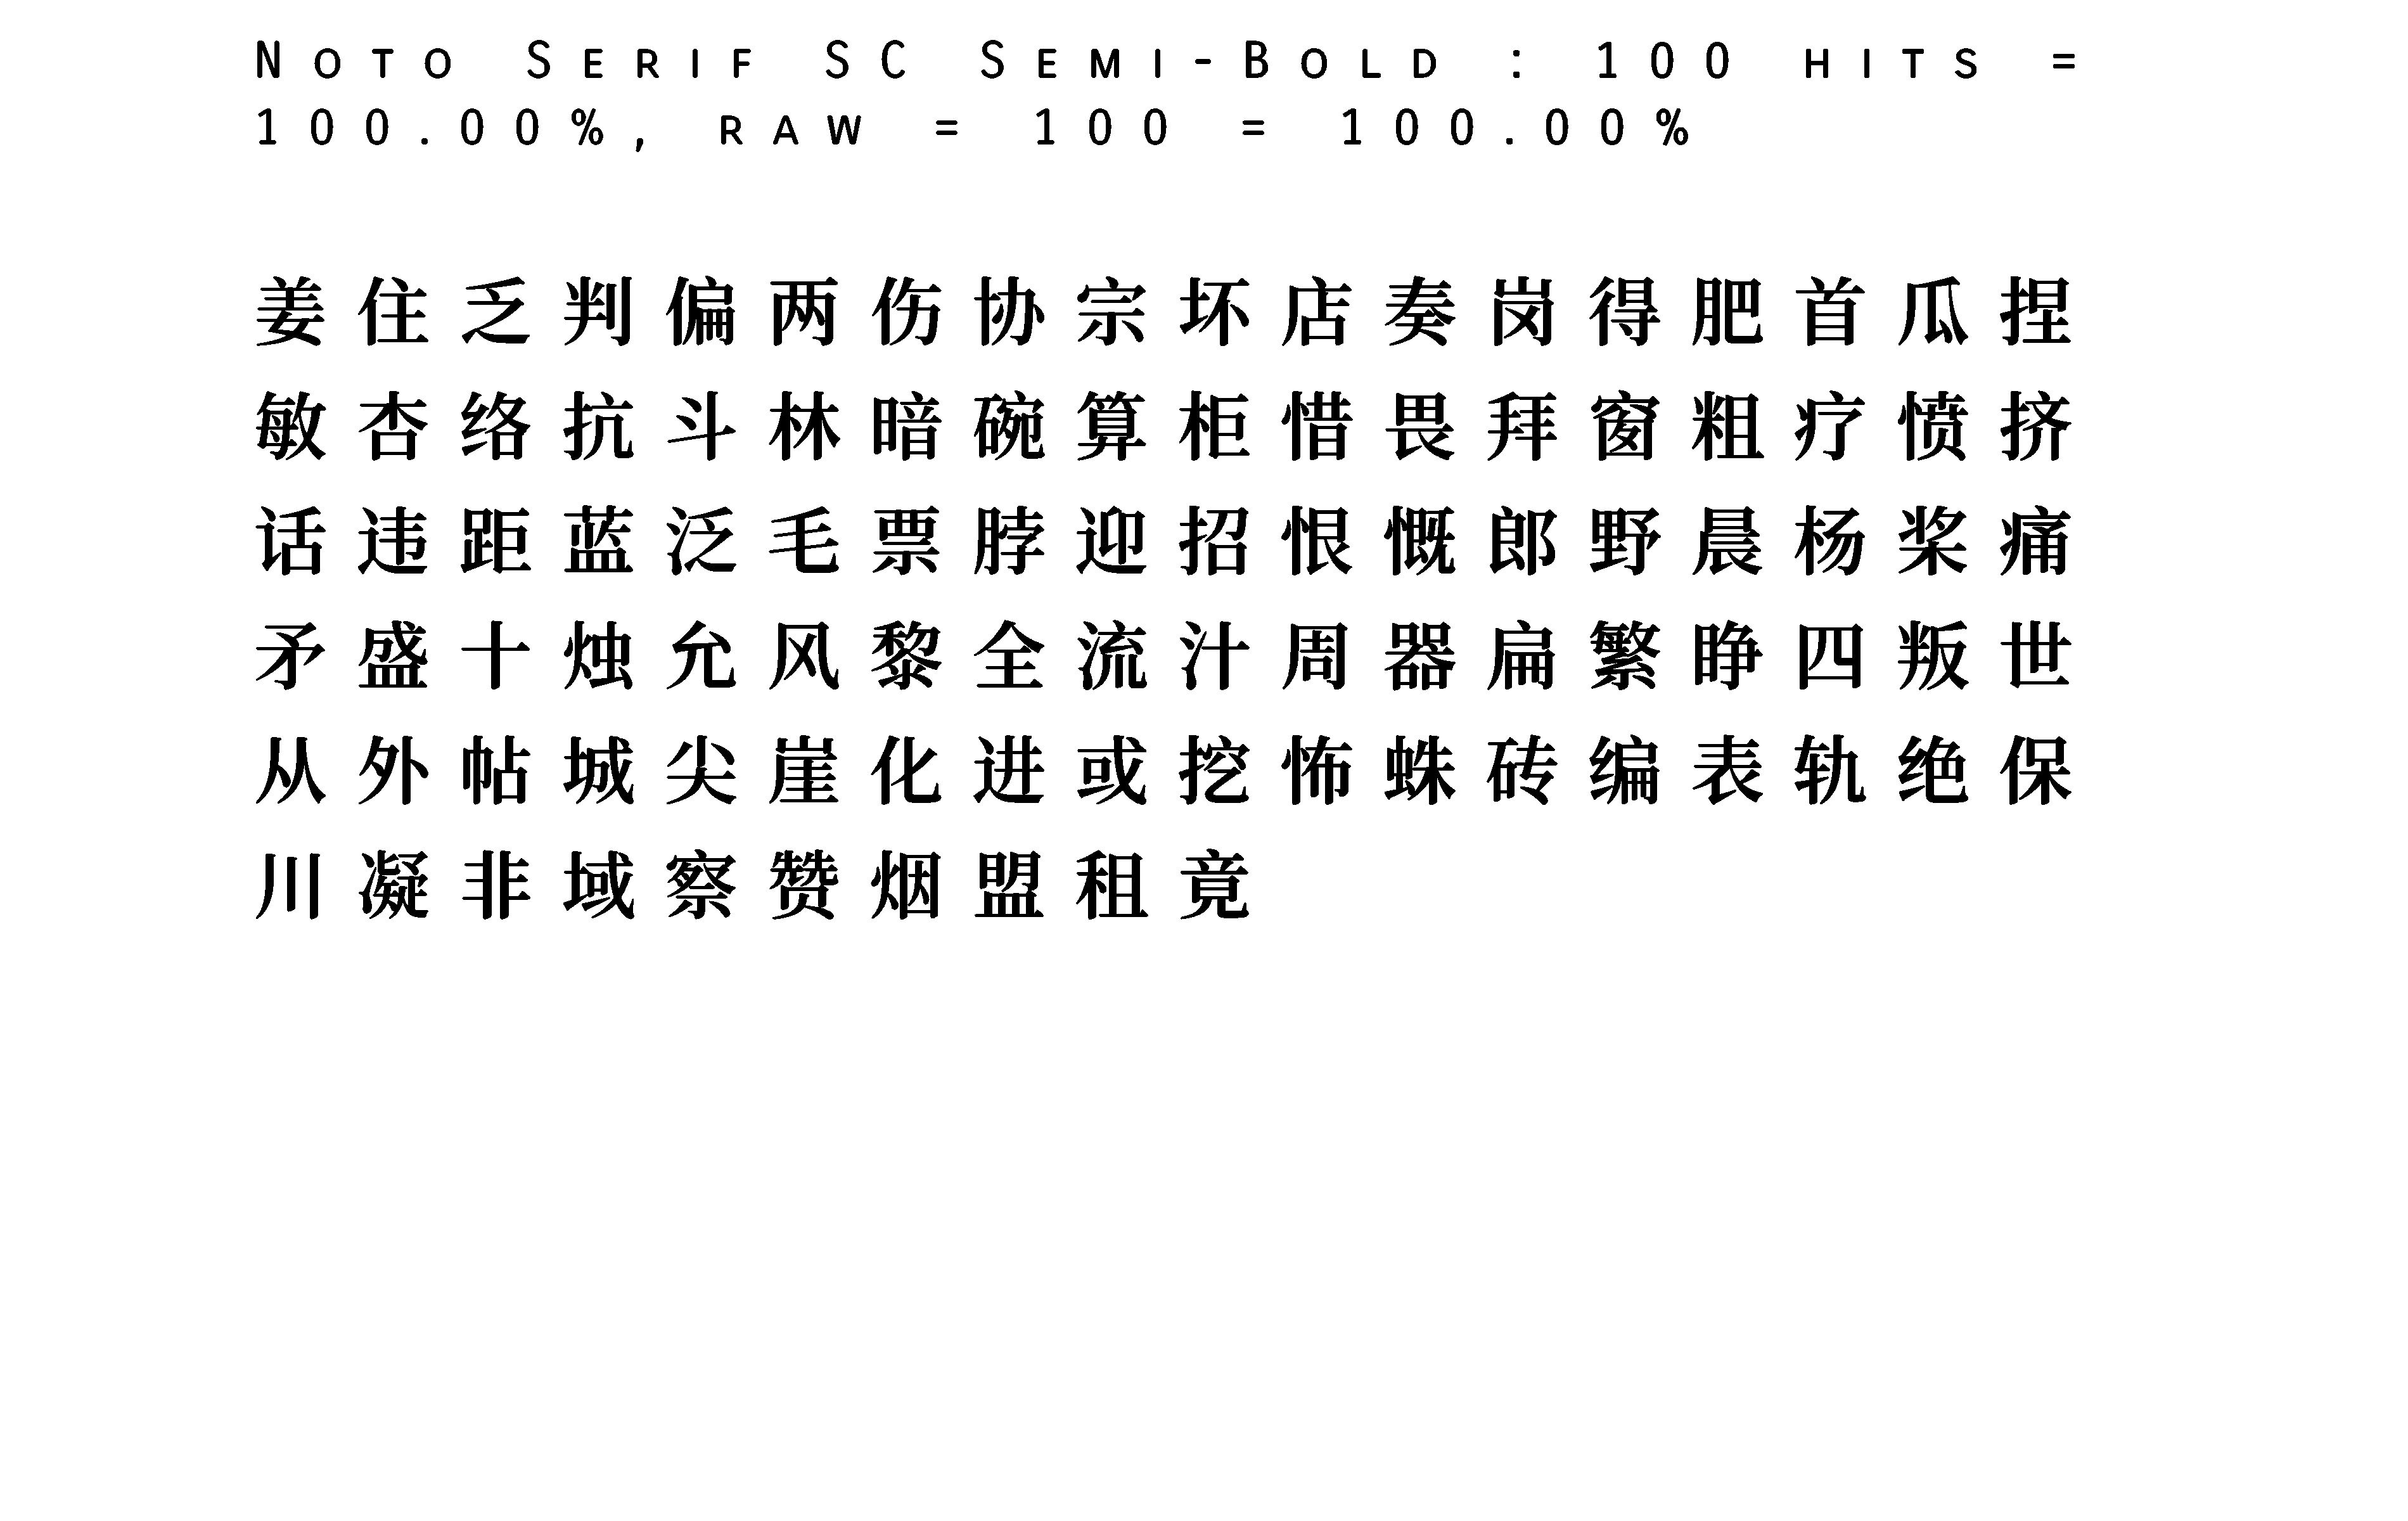 Noto Serif SC Semi-Bold : 100 hits =
100.00%, raw = 100 = 100.00%
姜住乏判偏两伤协宗坏店奏岗得肥首瓜捏
敏杏络抗斗林暗碗算柜惜畏拜窗粗疗愤挤
话违距蓝泛毛票脖迎招恨慨郎野晨杨桨痛
矛盛十烛允风黎全流汁周器扁繁睁四叛世
从外帖城尖崖化进或挖怖蛛砖编表轨绝保
川凝非域察赞烟盟租竟